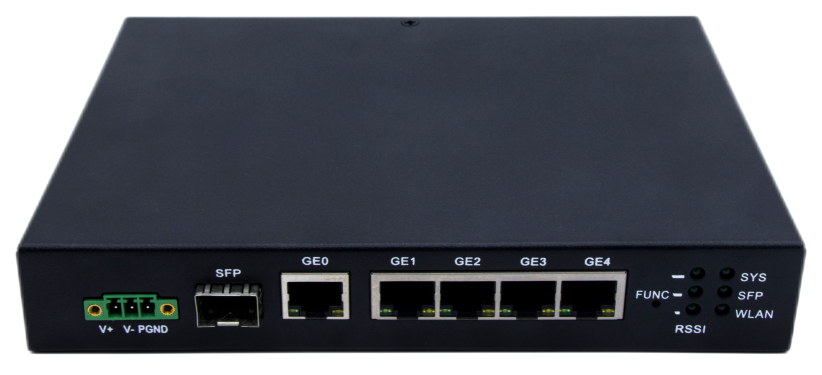 SFP
GE0
GE1 GE2 GE3 GE4
V+ V- PGND
FUNC
SYS
SFP
WLAN
RSSI